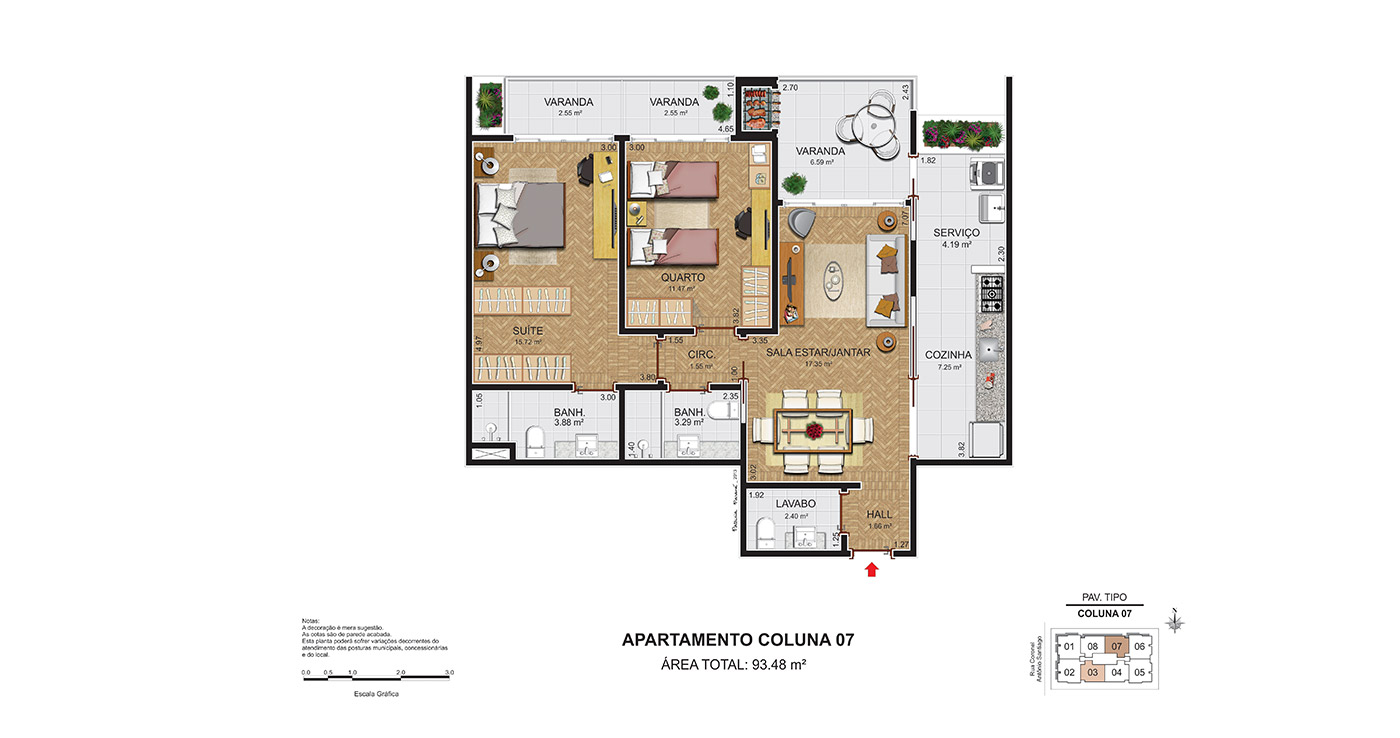 VARANDA
2.55 m²
VARANDA
2.55 m²
1.10
4.65
2.70
2.43
VARANDA
6.59 m²
3.00
3.00
1.82
7.07
SERVIÇO
4.19 m²
2.30
QUARTO
11.47 m²
3.82
SUÍTE
15.72 m²
4.97
3.80
1.55
CIRC.
1.55 m²
3.35
1.00
SALA ESTAR/JANTAR
17.35 m²
COZINHA
7.25 m²
3.82
1.05
3.00
BANH.
3.88 m²
2.35
BANH.
3.29 m²
1.40
3.02
1.92
LAVABO
2.40 m²
1.25
HALL
1.66 m²
1.27
2013
Notas:
A decoração é mera sugestão.
As cotas são de parede acabada.
Esta planta poderá sofrer variações decorrentes do
atendimento das posturas municipais, concessionárias
e do local.
0.0 0.5 1.0 2.0 3.0
Escala Gráfica
APARTAMENTO COLUNA 07
ÁREA TOTAL: 93.48 m²
PAV. TIPO
COLUNA 07
N
Rua Coronel
Antônio Santiago
01 08 07 06
02 03 04 05